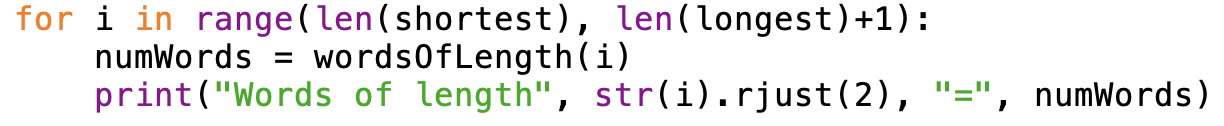 for i in range(len(shortest), len(longest)+1):
    numWords = wordsOfLength(i)
    print("Words of length", str(i).rjust(2), "=", numWords)